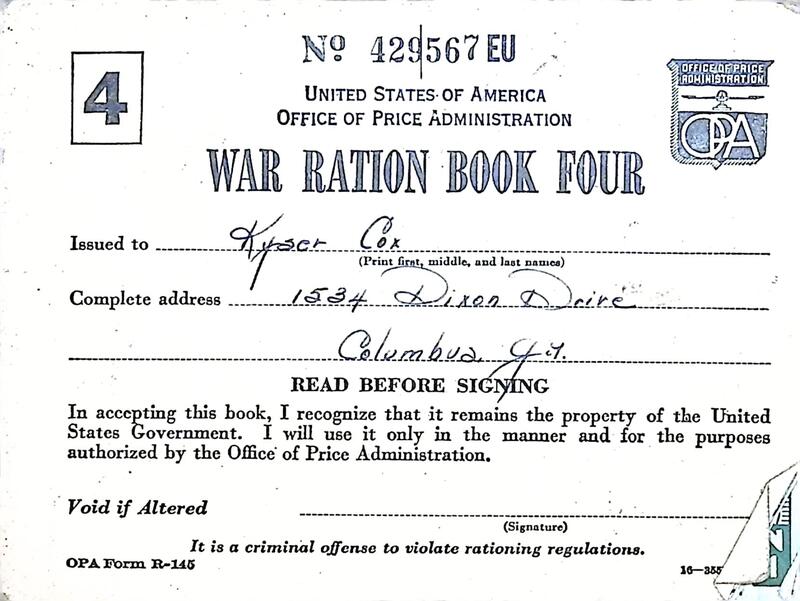 4
No 429567 EU
UNITED STATES OF AMERICA
OFFICE OF PRICE ADMINISTRATION
OFFICE OF PRICE
ADMINISTRATION
OPA
WAR RATION BOOK FOUR
Issued to Kyser Cox
(Print first, middle, and last names)
Complete address 1534 Dixon Drive
Columbus, Ga.
READ BEFORE SIGNING
In accepting this book, I recognize that it remains the property of the United
States Government. I will use it only in the manner and for the purposes
authorized by the Office of Price Administration.
Void if Altered
(Signature)
It is a criminal offense to violate rationing regulations.
OPA Form R-145
16—355